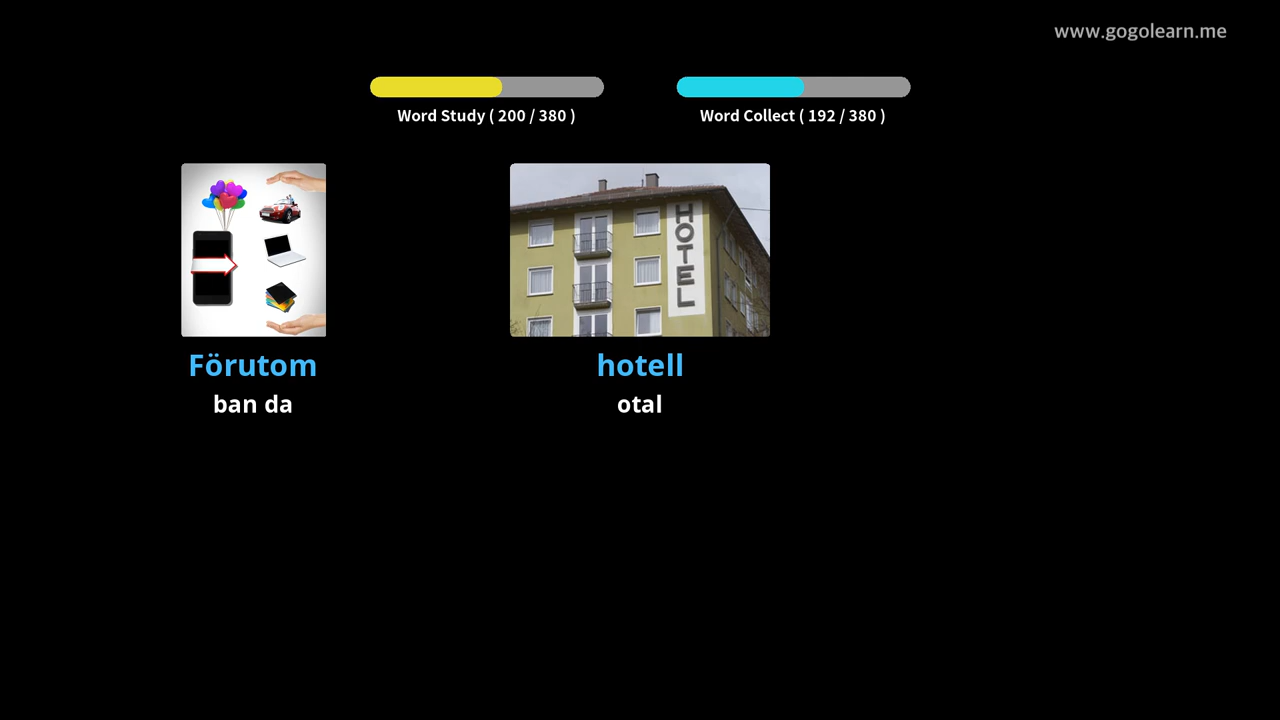 www.gogolearn.me
Word Study ( 200 / 380 )
Word Collect ( 192 / 380 )
HOTEL
Förutom
hotell
ban da
otal